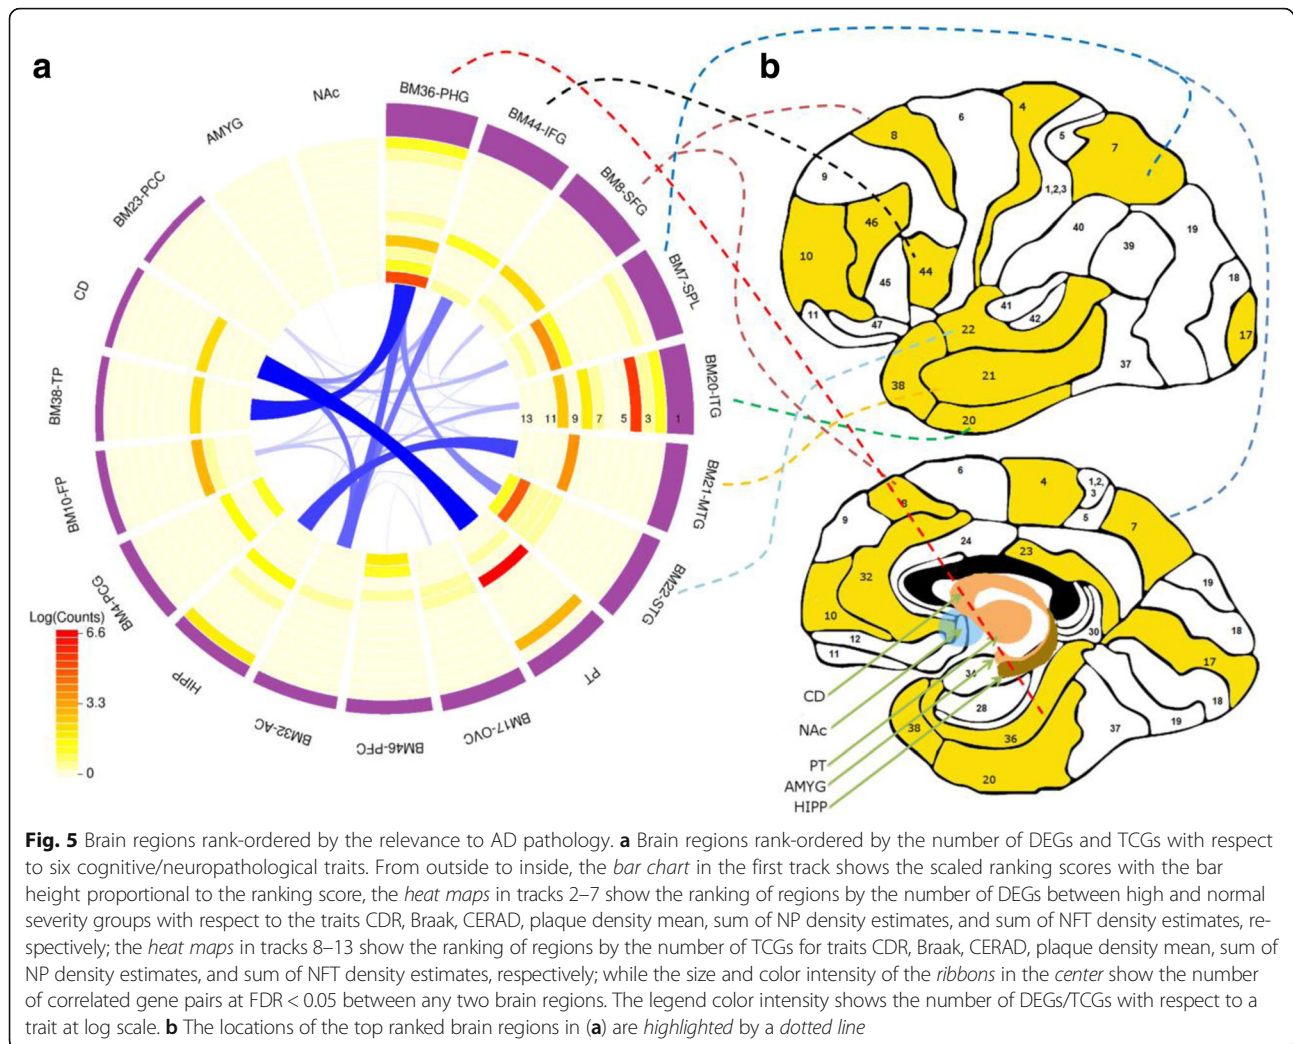 a
b
NAc
BM36-PHG
BM44-IFG
BM8-SFG
BM7-SPL
BM20-ITG
BM21-MTG
BM22-STG
PT
BM17-OVC
BM46-PFC
BM32-AC
HIPP
BM4-PCG
BM10-FP
BM38-TP
CD
BM23-PCC
AMYG
13 11 9 7 5 3 1
Log(Counts)
6.6
3.3
0
4
6
8
5
7
9
1,2,3
46
40
19
39
10
44
45
18
41
11
42
47
22
17
37
21
38
20
6
4
1,2,
3
8
5
9
7
24
23
32
19
10
12
30
18
11
17
34
28
18
38
36
37
19
20
CD
NAc
PT
AMYG
HIPP
Fig. 5 Brain regions rank-ordered by the relevance to AD pathology. a Brain regions rank-ordered by the number of DEGs and TCGs with respect
to six cognitive/neuropathological traits. From outside to inside, the bar chart in the first track shows the scaled ranking scores with the bar
height proportional to the ranking score, the heat maps in tracks 2–7 show the ranking of regions by the number of DEGs between high and normal
severity groups with respect to the traits CDR, Braak, CERAD, plaque density mean, sum of NP density estimates, and sum of NFT density estimates, re-
spectively; the heat maps in tracks 8–13 show the ranking of regions by the number of TCGs for traits CDR, Braak, CERAD, plaque density mean, sum of
NP density estimates, and sum of NFT density estimates, respectively; while the size and color intensity of the ribbons in the center show the number
of correlated gene pairs at FDR < 0.05 between any two brain regions. The legend color intensity shows the number of DEGs/TCGs with respect to a
trait at log scale. b The locations of the top ranked brain regions in (a) are highlighted by a dotted line